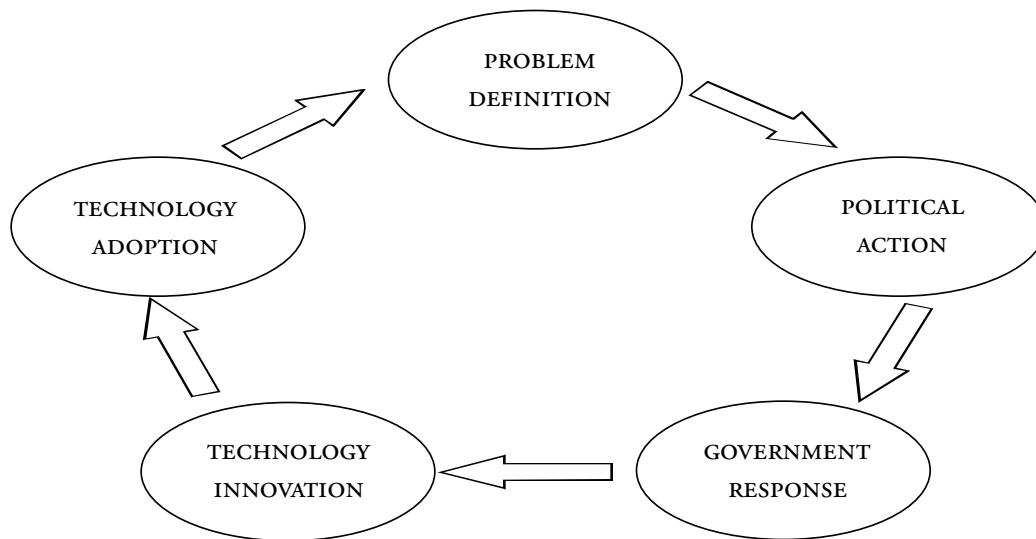 PROBLEM
DEFINITION
POLITICAL
ACTION
GOVERNMENT
RESPONSE
TECHNOLOGY
INNOVATION
TECHNOLOGY
ADOPTION